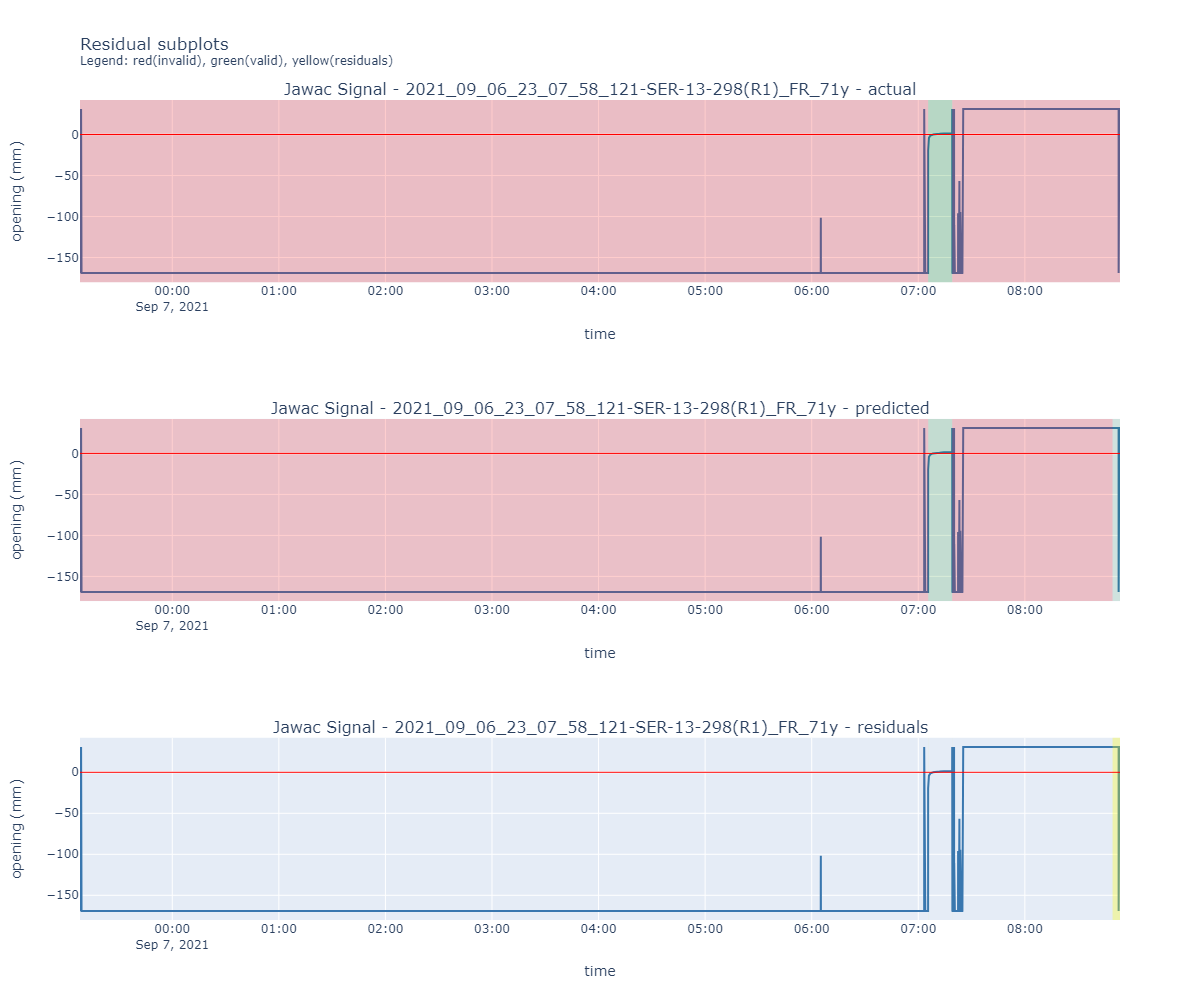 Residual subplots
Legend: red(invalid), green(valid), yellow(residuals)
Jawac Signal - 2021_09_06_23_07_58_121-SER-13-298(R1)_FR_71y - actual
opening (mm)
0
−50
−100
−150
00:00 01:00 02:00 03:00 04:00 05:00 06:00 07:00 08:00
Sep 7, 2021
time
Jawac Signal - 2021_09_06_23_07_58_121-SER-13-298(R1)_FR_71y - predicted
opening (mm)
0
−50
−100
−150
00:00 01:00 02:00 03:00 04:00 05:00 06:00 07:00 08:00
Sep 7, 2021
time
Jawac Signal - 2021_09_06_23_07_58_121-SER-13-298(R1)_FR_71y - residuals
opening (mm)
0
−50
−100
−150
00:00 01:00 02:00 03:00 04:00 05:00 06:00 07:00 08:00
Sep 7, 2021
time